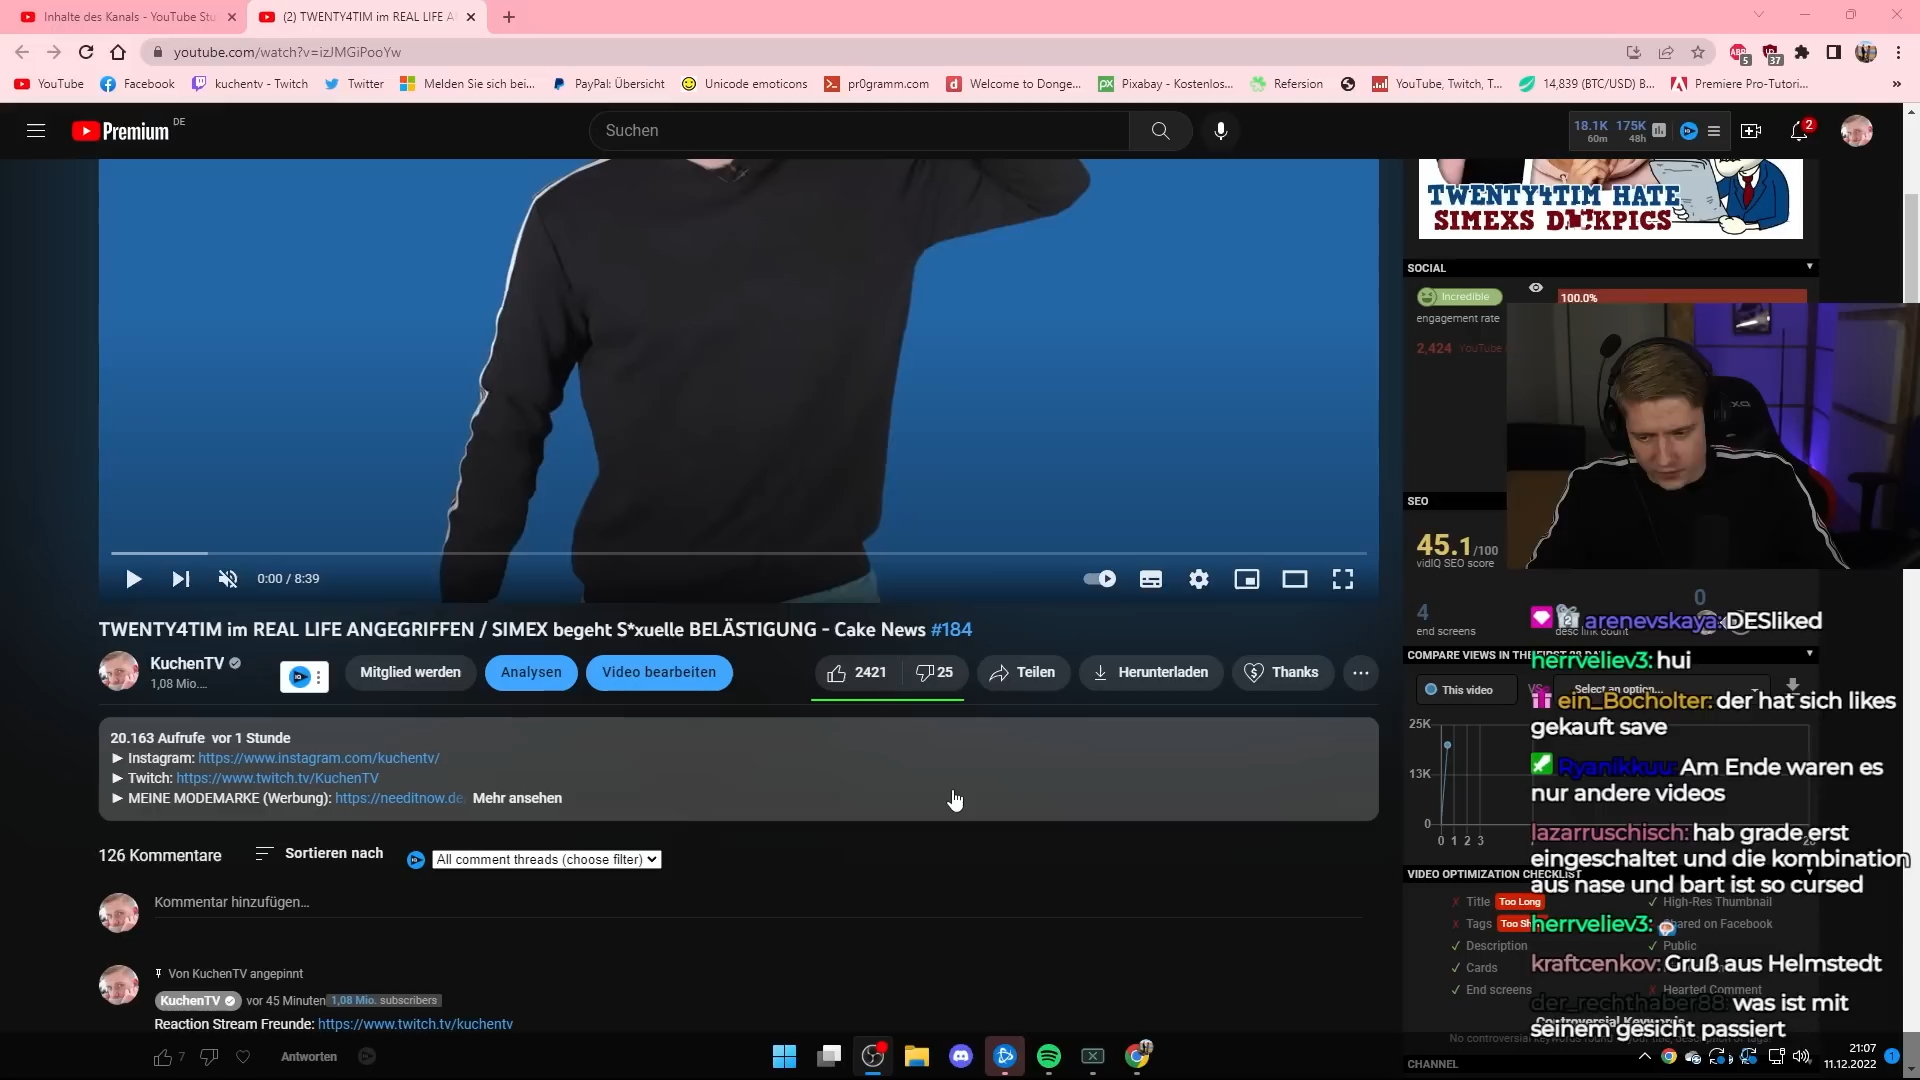 Inhalte des Kanals - YouTube Stu
(2) TWENTY4TIM im REAL LIFE A
youtube.com/watch?v=izJMGiPooYw
ABP
5
37
YouTube
Facebook
kuchentv - Twitch
Twitter
Melden Sie sich bei...
PayPal: Übersicht
Unicode emoticons
pr0gramm.com
Welcome to Donge...
Pixabay - Kostenlos...
Refersion
YouTube, Twitch, T...
14,839 (BTC/USD) B...
Premiere Pro-Tutori...
Premium DE
Suchen
18.1K 175K
60m 48h
2
TWENTY4TIM HATE
SIMEXS D CKPICS
SOCIAL
Incredible
100.0%
engagement rate
2,424 YouTube
SEO
45.1/100
vidIQ SEO score
0:00 / 8:39
4
0
end screens
desc link count
TWENTY4TIM im REAL LIFE ANGEGRIFFEN / SIMEX begeht S*xuelle BELÄSTIGUNG - Cake News #184
KuchenTV
1,08 Mio....
Mitglied werden
Analysen
Video bearbeiten
2421
25
Teilen
Herunterladen
Thanks
20.163 Aufrufe vor 1 Stunde
► Instagram: https://www.instagram.com/kuchentv/
► Twitch: https://www.twitch.tv/KuchenTV
► MEINE MODEMARKE (Werbung): https://needitnow.de Mehr ansehen
126 Kommentare
Sortieren nach
All comment threads (choose filter)
Kommentar hinzufügen...
Von KuchenTV angepinnt
KuchenTV vor 45 Minuten 1,08 Mio. subscribers
Reaction Stream Freunde: https://www.twitch.tv/kuchentv
7
Antworten
COMPARE VIEWS IN THE FIRST
This video
VS
Select an option...
25K
13K
0
0 1 2 3
VIDEO OPTIMIZATION CHECKLIST
Title Too Long
High-Res Thumbnail
Tags Too Sh
Shared on Facebook
Description
Public
Cards
End screens
Hearted Comment
Controversial Keywords
No controversial keywords found
CHANNEL
2 arenevskaya: DESliked
herrveliev3: hui
ein_Bocholter: der hat sich likes
gekauft save
Ryanikkuu: Am Ende waren es
nur andere videos
lazarruschisch: hab grade erst
eingeschaltet und die kombination
aus nase und bart ist so cursed
herrveliev3:
kraftcenkov: Gruß aus Helmstedt
der_rechthaber88: was ist mit
seinem gesicht passiert
21:07
11.12.2022
1